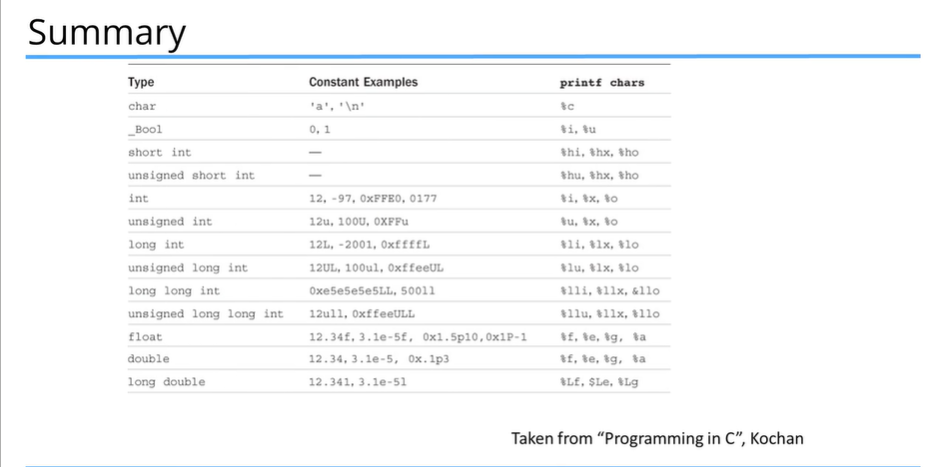 Summary
Type Constant Examples printf chars
char 'a', '\n' %c
_Bool 0, 1 %i, %u
short int — %hi, %hx, %ho
unsigned short int — %hu, %hx, %ho
int 12, -97, 0xFFE0, 0177 %i, %x, %o
unsigned int 12u, 100U, 0XFFu %u, %x, %o
long int 12L, -2001, 0xffffL %li, %lx, %lo
unsigned long int 12UL, 100ul, 0xffeeUL %lu, %lx, %lo
long long int 0xe5e5e5e5LL, 500ll %lli, %llx, &llo
unsigned long long int 12ull, 0xffeeULL %llu, %llx, %llo
float 12.34f, 3.1e-5f, 0x1.5p10, 0x1P-1 %f, %e, %g, %a
double 12.34, 3.1e-5, 0x.1p3 %f, %e, %g, %a
long double 12.34l, 3.1e-5l %Lf, $Le, %Lg
Taken from “Programming in C”, Kochan